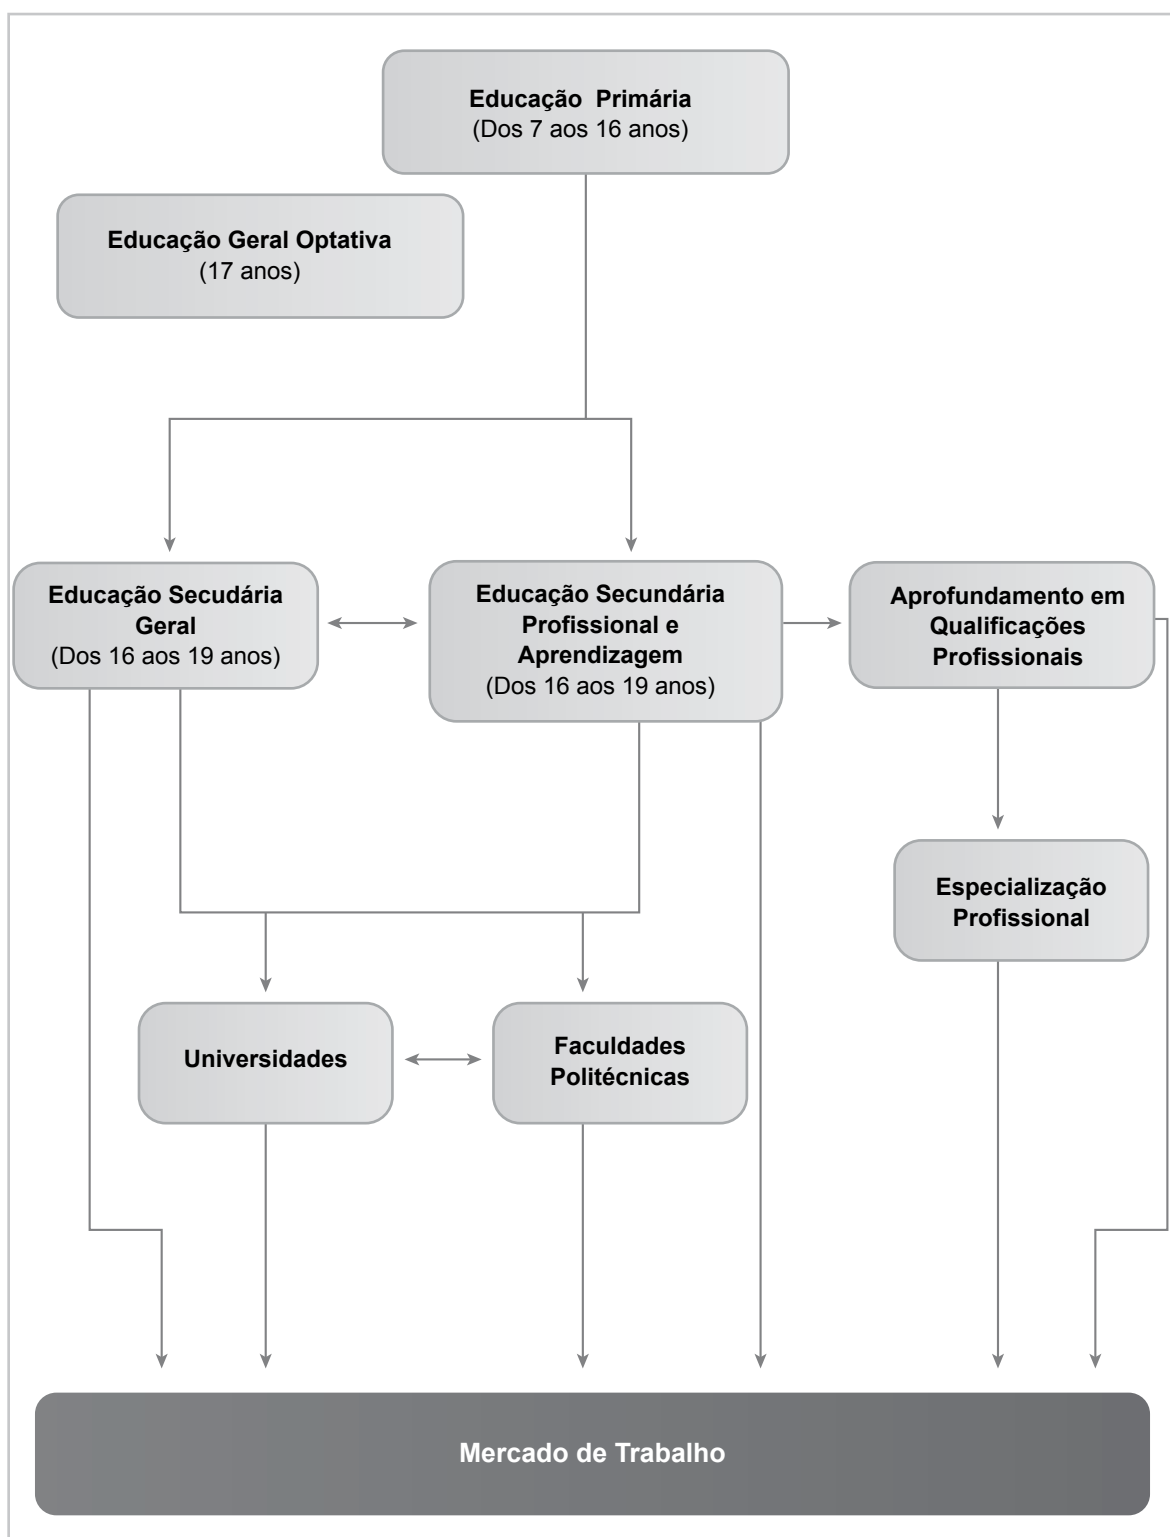 Educação Primária
(Dos 7 aos 16 anos)
Educação Geral Optativa
(17 anos)
Educação Secudária
Geral
(Dos 16 aos 19 anos)
Educação Secundária
Profissional e
Aprendizagem
(Dos 16 aos 19 anos)
Aprofundamento em
Qualificações
Profissionais
Especialização
Profissional
Universidades
Faculdades
Politécnicas
Mercado de Trabalho